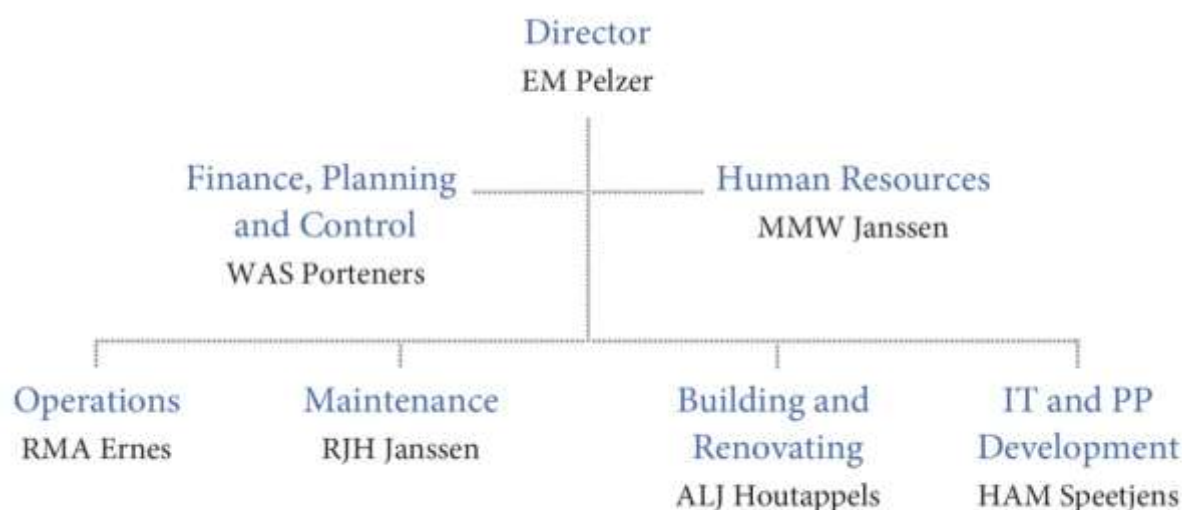 Director
EM Pelzer
Finance, Planning
and Control
WAS Porteners
Human Resources
MMW Janssen
Operations
RMA Ernes
Maintenance
RJH Janssen
Building and
Renovating
ALJ Houtappels
IT and PP
Development
HAM Speetjens